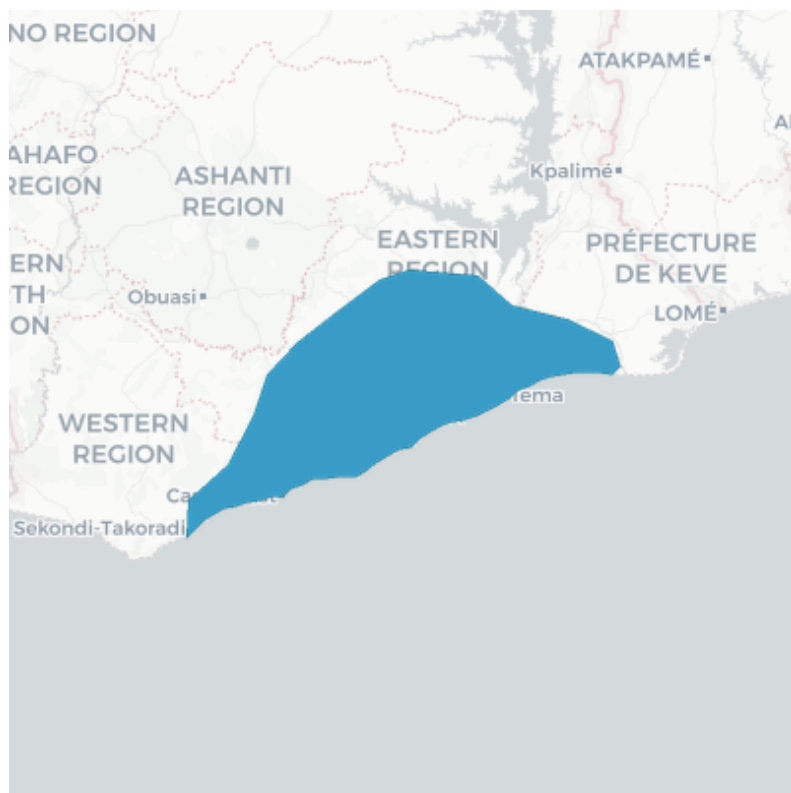 NO REGION
ATAKPAMÉ
AHAFO
REGION
ASHANTI
REGION
Kpalimé
EASTERN
REGION
PRÉFECTURE
DE KEVE
ERN
TH
ON
Obuasi
LOMÉ
WESTERN
REGION
Tema
Sekondi-Takoradi